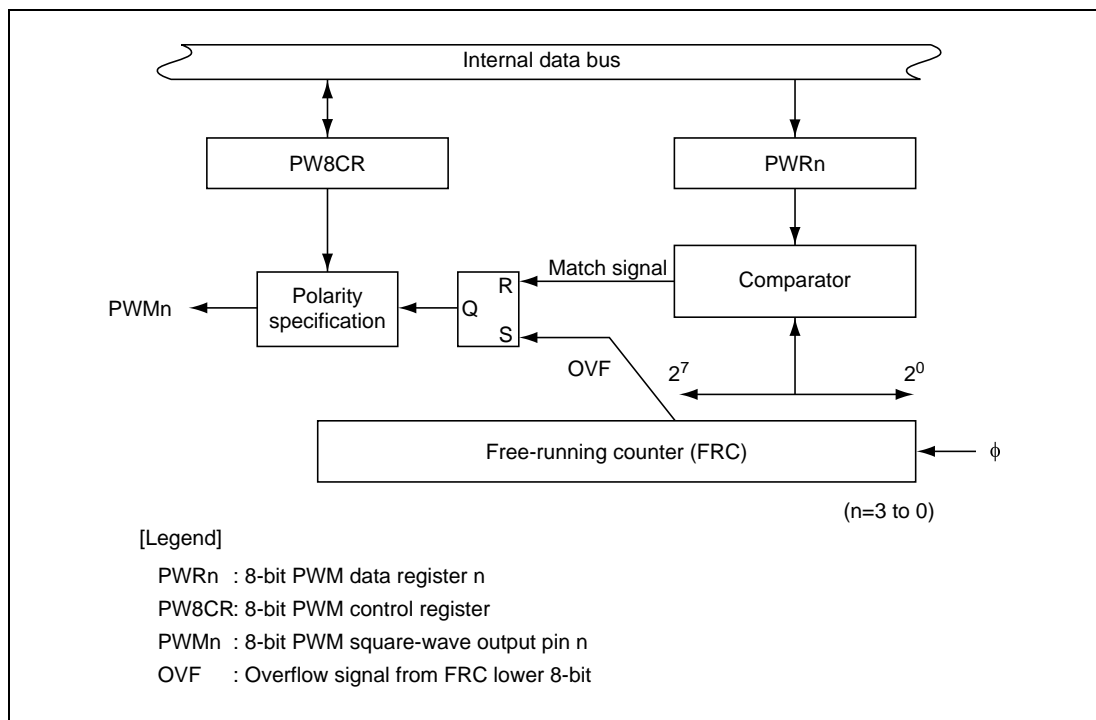 Internal data bus
PW8CR
PWRn
Match signal
Comparator
PWMn
Polarity
specification
Q
R
S
OVF
2⁷
2⁰
Free-running counter (FRC)
ϕ
(n=3 to 0)
[Legend]
PWRn : 8-bit PWM data register n
PW8CR: 8-bit PWM control register
PWMn : 8-bit PWM square-wave output pin n
OVF : Overflow signal from FRC lower 8-bit